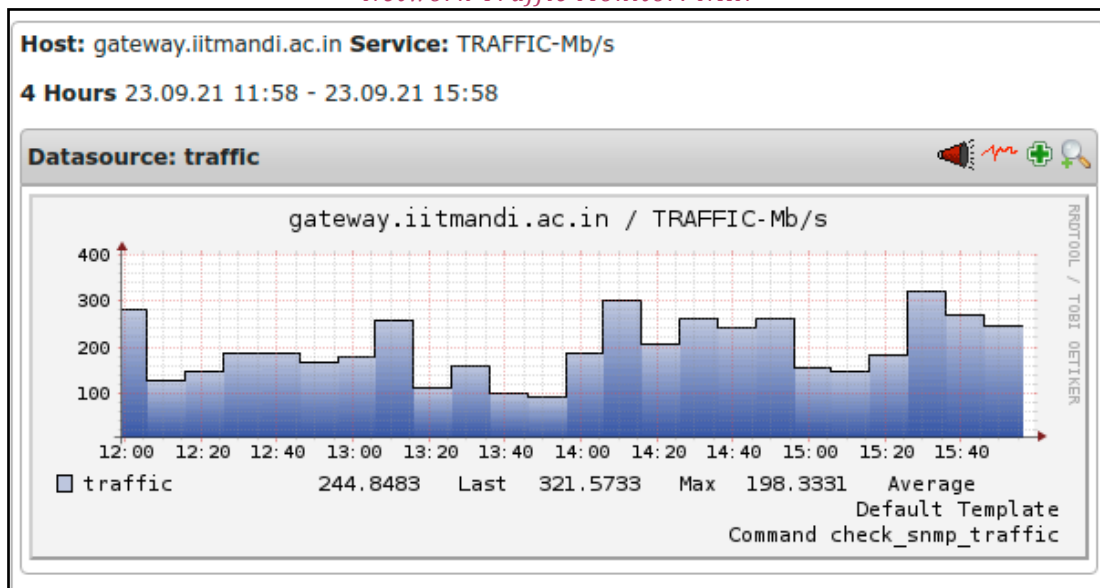 Host: gateway.iitmandi.ac.in Service: TRAFFIC-Mb/s
4 Hours 23.09.21 11:58 - 23.09.21 15:58
Datasource: traffic
gateway.iitmandi.ac.in / TRAFFIC-Mb/s
400
300
200
100
12:00 12:20 12:40 13:00 13:20 13:40 14:00 14:20 14:40 15:00 15:20 15:40
traffic 244.8483 Last 321.5733 Max 198.3331 Average
Default Template
Command check_snmp_traffic
RRDTOOL / TOBI OETIKER